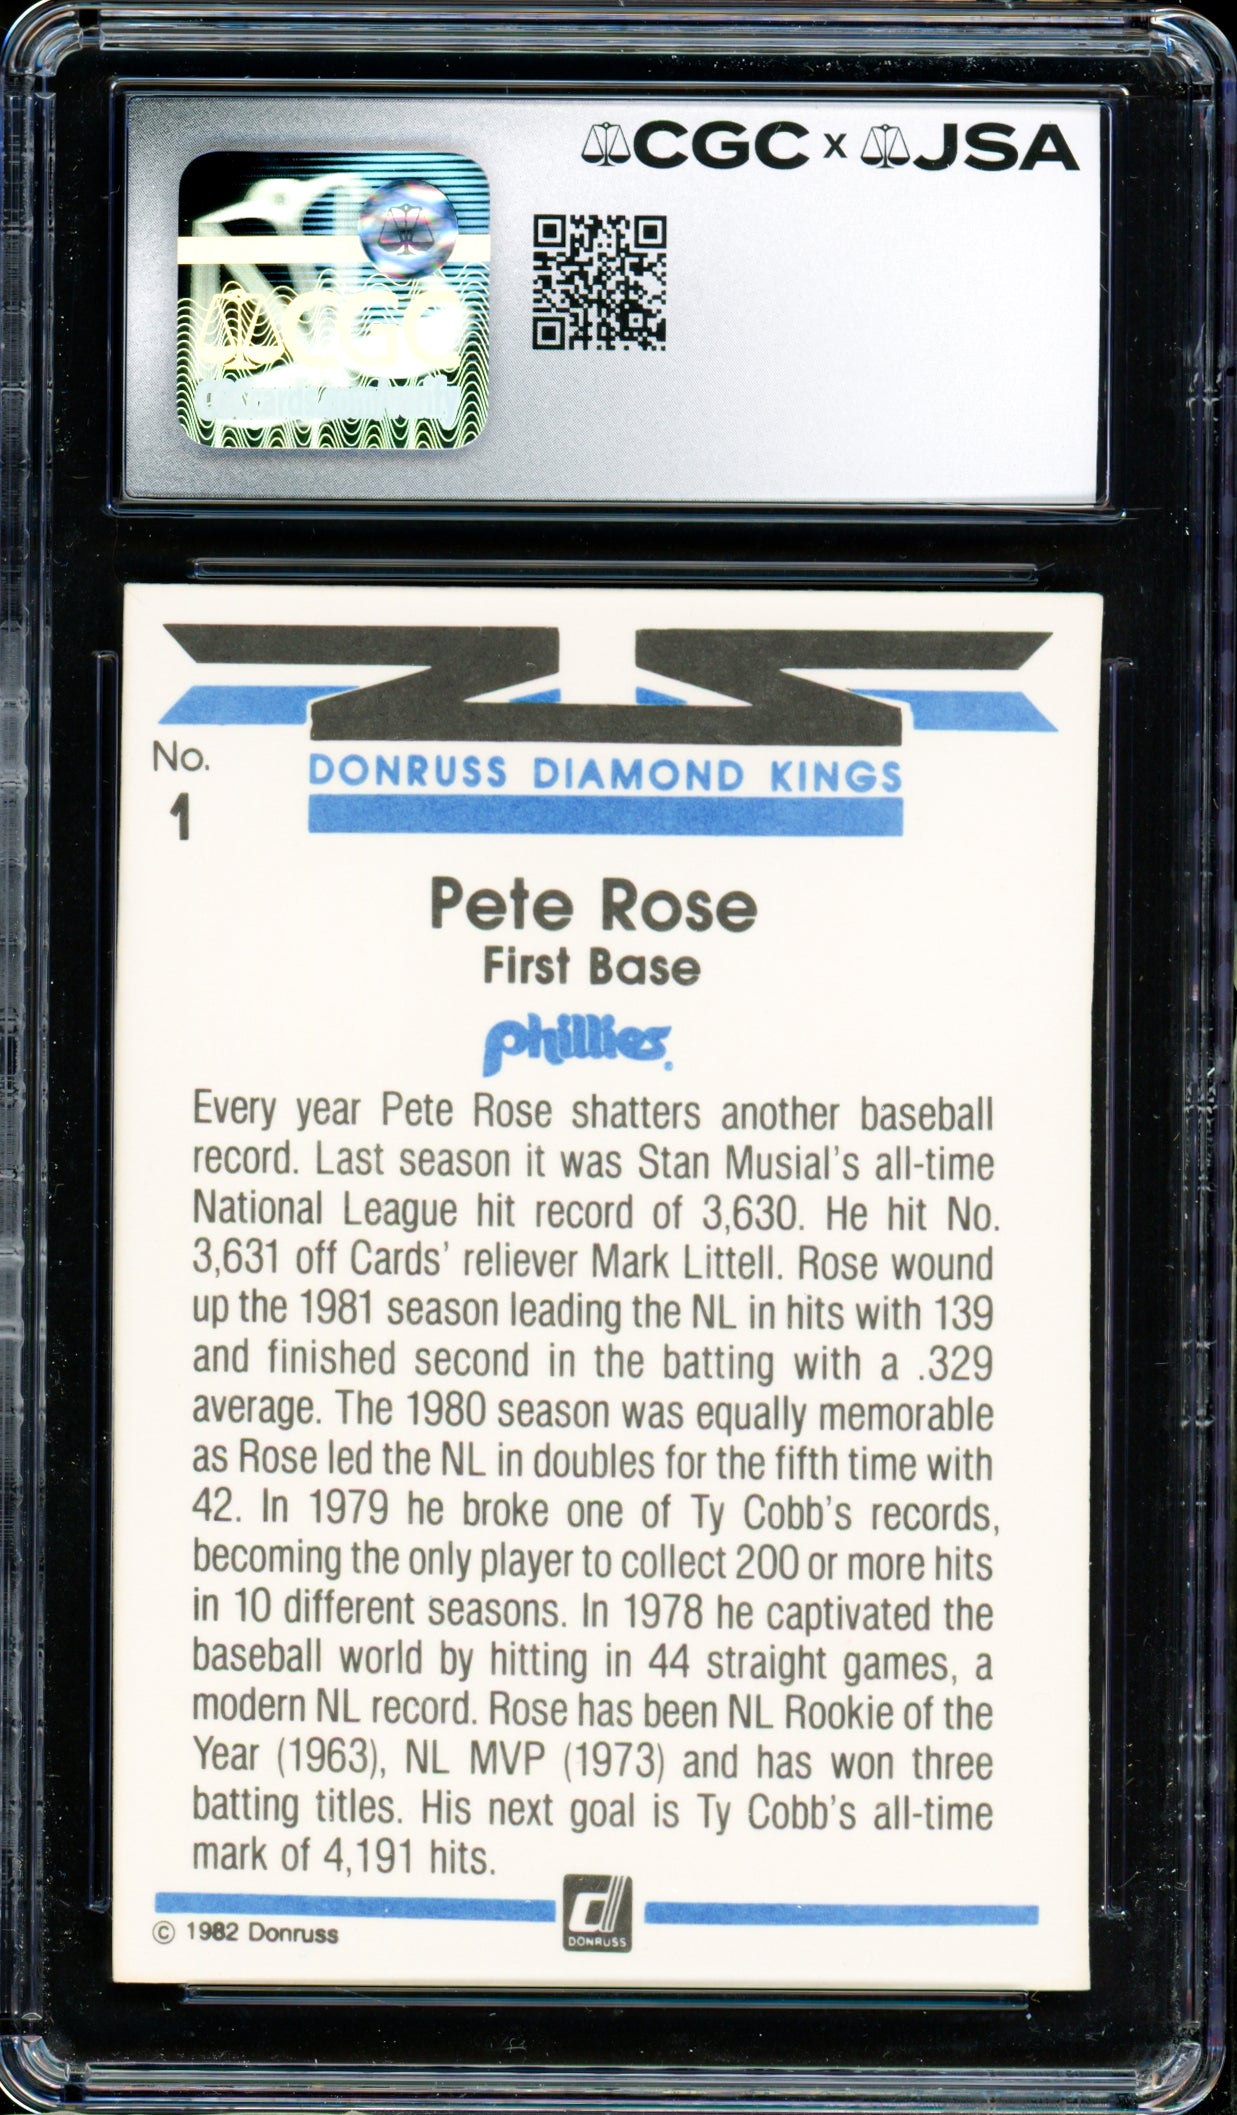 CGC x JSA
CGC
No.
1
DONRUSS DIAMOND KINGS
Pete Rose
First Base
phillies
Every year Pete Rose shatters another baseball
record. Last season it was Stan Musial's all-time
National League hit record of 3,630. He hit No.
3,631 off Cards' reliever Mark Littell. Rose wound
up the 1981 season leading the NL in hits with 139
and finished second in the batting with a .329
average. The 1980 season was equally memorable
as Rose led the NL in doubles for the fifth time with
42. In 1979 he broke one of Ty Cobb's records,
becoming the only player to collect 200 or more hits
in 10 different seasons. In 1978 he captivated the
baseball world by hitting in 44 straight games, a
modern NL record. Rose has been NL Rookie of the
Year (1963), NL MVP (1973) and has won three
batting titles. His next goal is Ty Cobb's all-time
mark of 4,191 hits.
© 1982 Donruss
DONRUSS